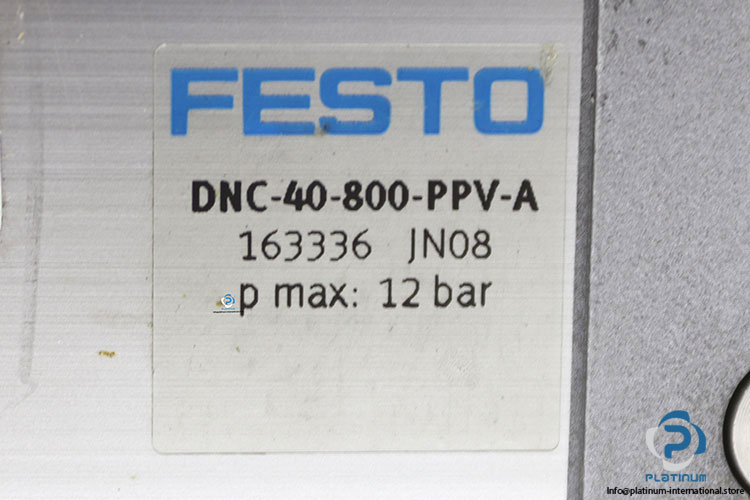 FESTO
DNC-40-800-PPV-A
163336 JN08
p max: 12 bar
PLATINUM
Info@platinum-international.store